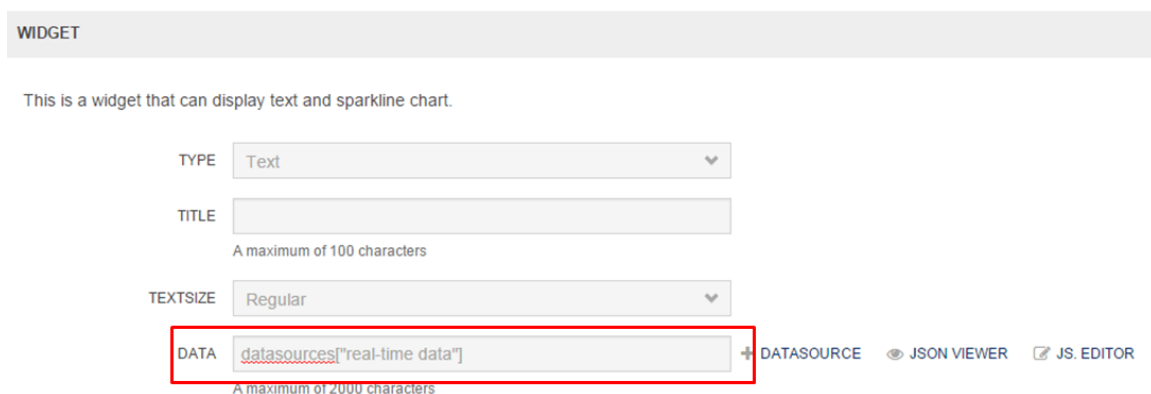 WIDGET
This is a widget that can display text and sparkline chart.
TYPE Text
TITLE
A maximum of 100 characters
TEXTSIZE Regular
DATA datasources["real-time data"] DATASOURCE JSON VIEWER JS. EDITOR
A maximum of 2000 characters